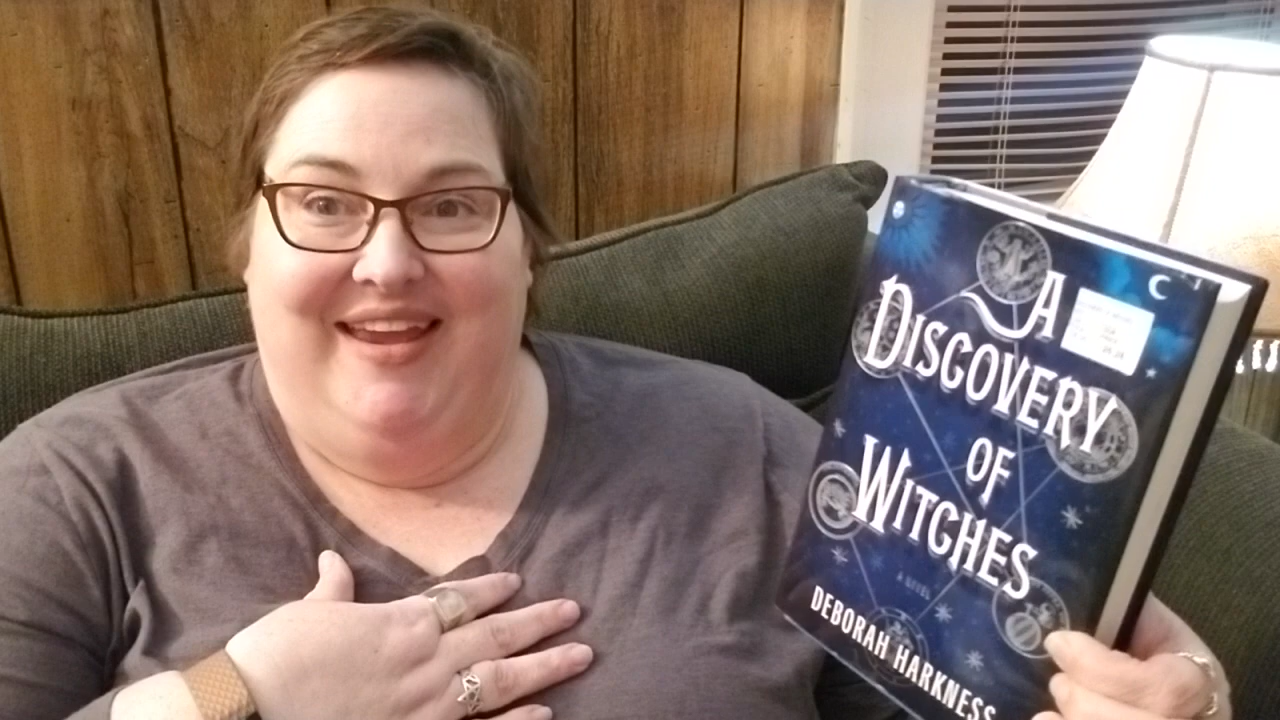 A
DISCOVERY
OF
WITCHES
A NOVEL
DEBORAH HARKNESS